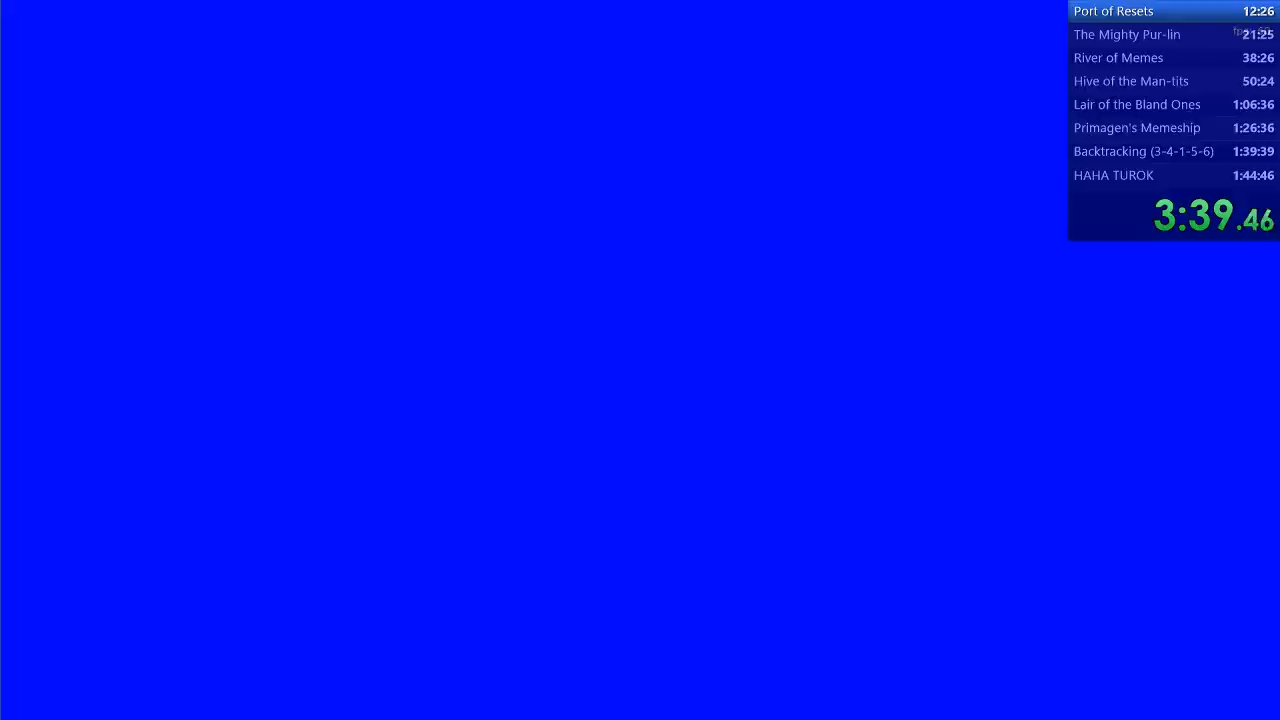 Port of Resets 12:26
The Mighty Pur-lin 21:25
River of Memes 38:26
Hive of the Man-tits 50:24
Lair of the Bland Ones 1:06:36
Primagen's Memeship 1:26:36
Backtracking (3-4-1-5-6) 1:39:39
HAHA TUROK 1:44:46
3:39.46